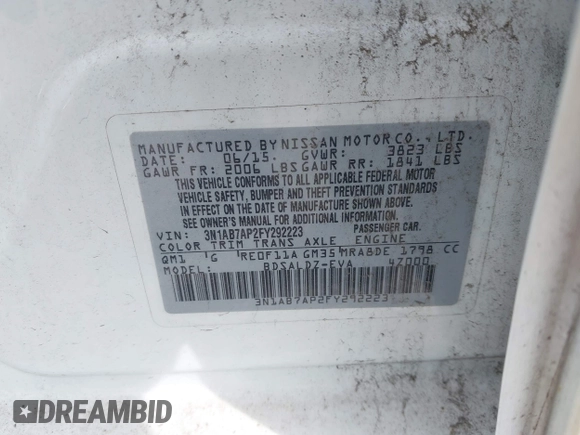 MANUFACTURED BY NISSAN MOTOR CO., LTD.
DATE: 06/15. GVWR: 3823 LBS
GAWR FR: 2006 LBS GAWR RR: 1841 LBS
THIS VEHICLE CONFORMS TO ALL APPLICABLE FEDERAL MOTOR
VEHICLE SAFETY, BUMPER, AND THEFT PREVENTION STANDARDS
IN EFFECT ON THE DATE OF MANUFACTURE SHOWN ABOVE.
SEE OWNER'S MANUAL FOR ADDITIONAL INFORMATION.
VIN: 3N1AB7AP2FY292223 PASSENGER CAR.
COLOR TRIM TRANS AXLE ENGINE
QM1 G RE0F11A GM35 MRA8DE 1798 CC
MODEL: BDSALDZ-EVA 47000
3N1AB7AP2FY292223
DREAMBID